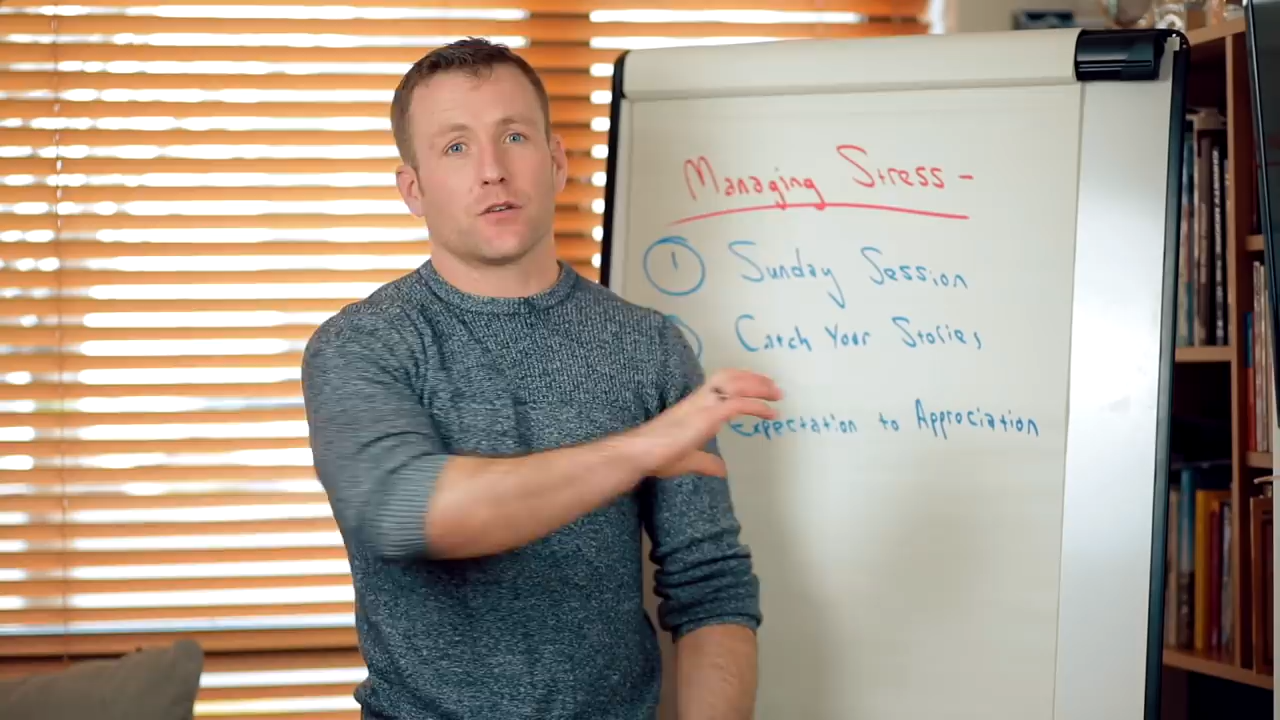 Managing Stress -
1 Sunday Session
Catch Your Stories
Expectation to Appreciation